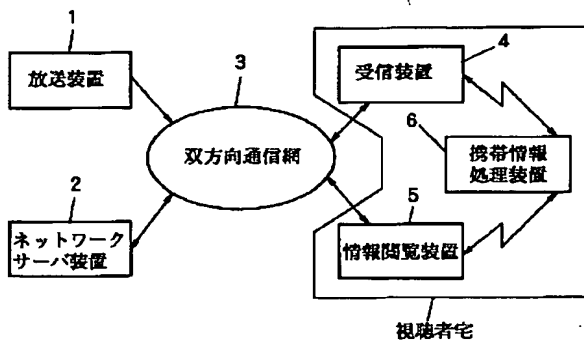 1
放送装置
3
双方向通信網
2
ネットワーク
サーバ装置
4
受信装置
6
携帯情報
処理装置
5
情報閲覧装置
視聴者宅